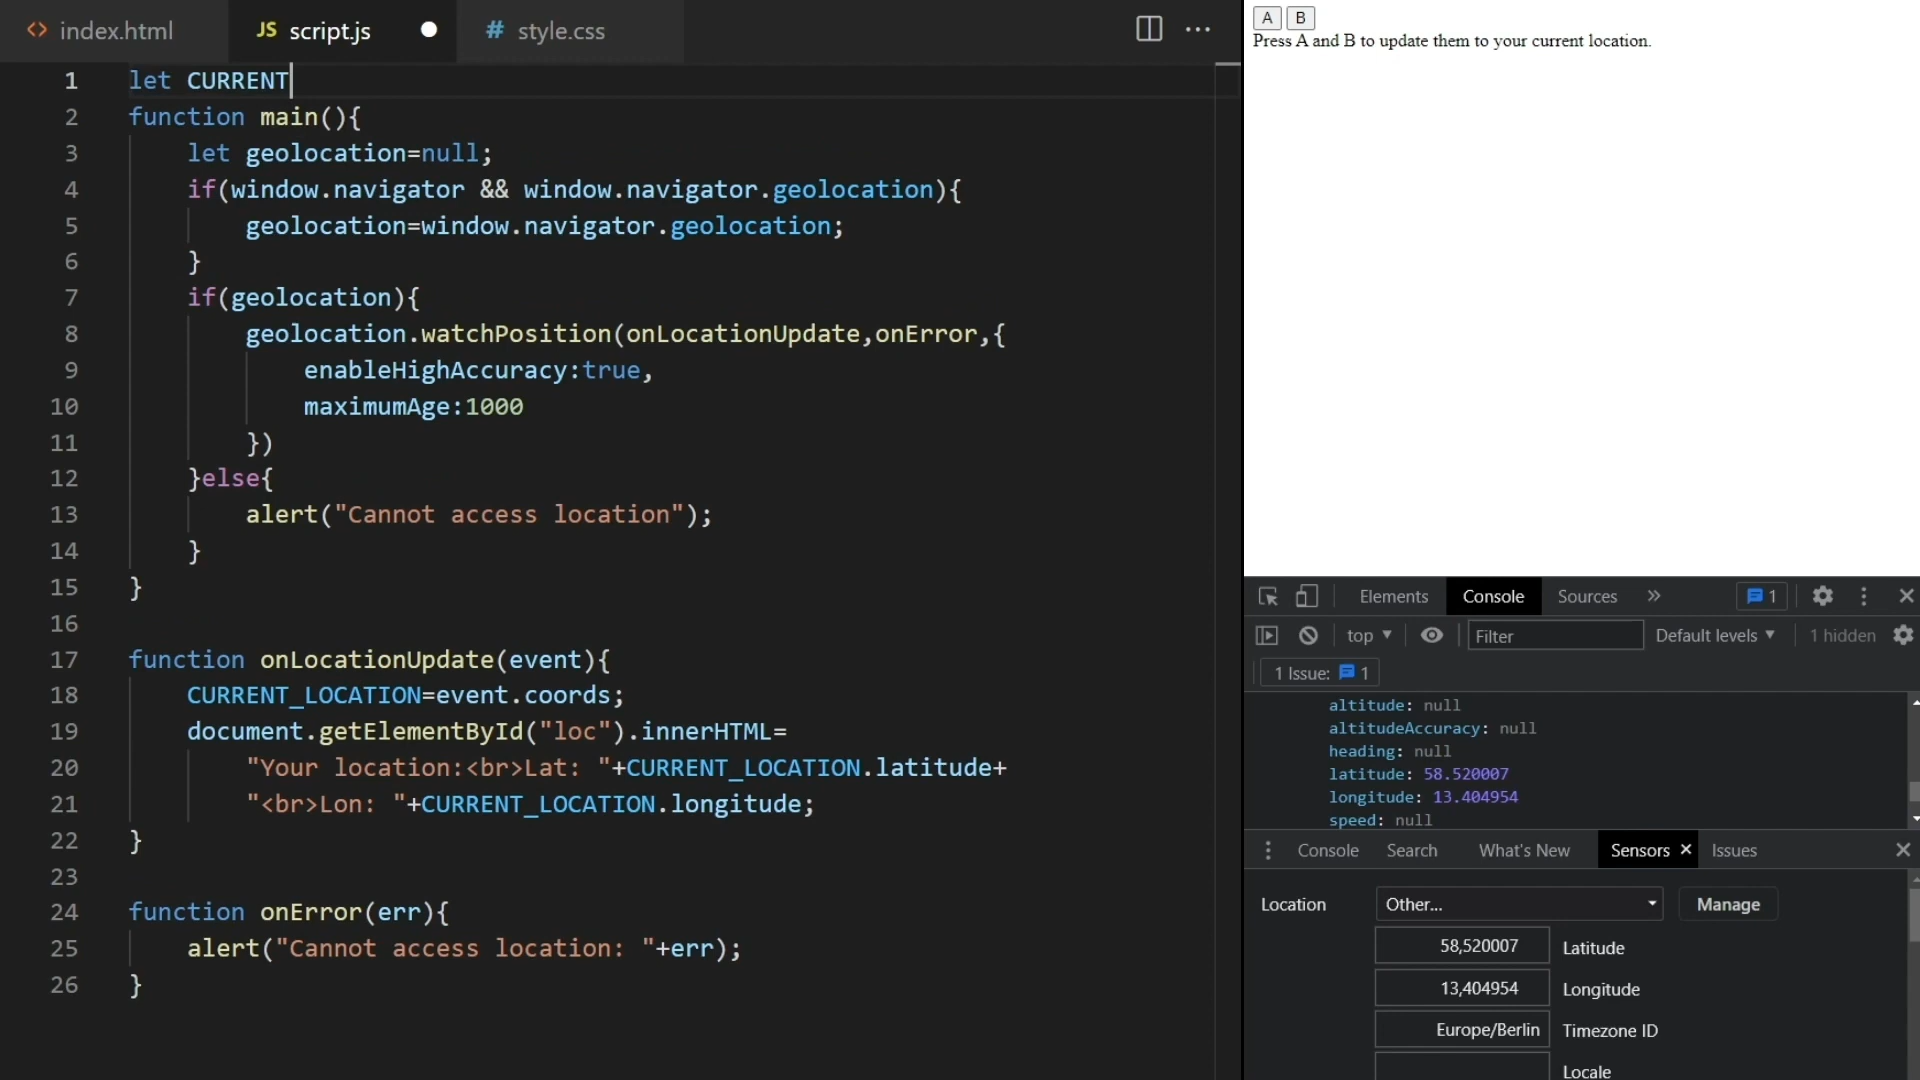 <> index.html JS script.js # style.css
1 let CURRENT
2 function main(){
3 let geolocation=null;
4 if(window.navigator && window.navigator.geolocation){
5 geolocation=window.navigator.geolocation;
6 }
7 if(geolocation){
8 geolocation.watchPosition(onLocationUpdate,onError,{
9 enableHighAccuracy:true,
10 maximumAge:1000
11 })
12 }else{
13 alert("Cannot access location");
14 }
15 }
16
17 function onLocationUpdate(event){
18 CURRENT_LOCATION=event.coords;
19 document.getElementById("loc").innerHTML=
20 "Your location:<br>Lat: "+CURRENT_LOCATION.latitude+
21 "<br>Lon: "+CURRENT_LOCATION.longitude;
22 }
23
24 function onError(err){
25 alert("Cannot access location: "+err);
26 }
A B
Press A and B to update them to your current location.
Elements Console Sources » 1
top Filter Default levels 1 hidden
1 Issue: 1
altitude: null
altitudeAccuracy: null
heading: null
latitude: 58.520007
longitude: 13.404954
speed: null
Console Search What's New Sensors Issues
Location Other... Manage
58,520007 Latitude
13,404954 Longitude
Europe/Berlin Timezone ID
Locale